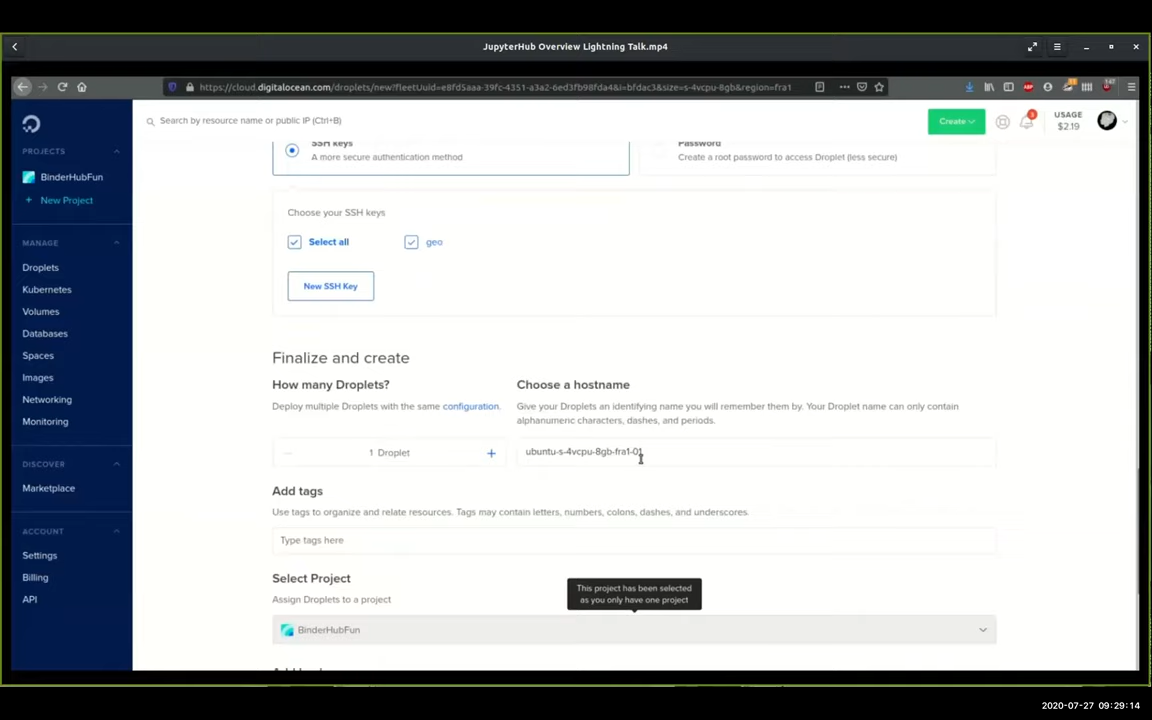 JupyterHub Overview Lightning Talk.mp4
https://cloud.digitalocean.com/droplets/new?fleetUuid=e8fd5aaa-39fc-4351-a3a2-6ed3fb98fda4&i=bfdac3&size=s-4vcpu-8gb&region=fra1
Search by resource name or public IP (Ctrl+B)
Create
3
USAGE
$2.19
PROJECTS
BinderHubFun
+ New Project
MANAGE
Droplets
Kubernetes
Volumes
Databases
Spaces
Images
Networking
Monitoring
DISCOVER
Marketplace
ACCOUNT
Settings
Billing
API
SSH keys
A more secure authentication method
Password
Create a root password to access Droplet (less secure)
Choose your SSH keys
Select all
geo
New SSH Key
Finalize and create
How many Droplets?
Deploy multiple Droplets with the same configuration.
1 Droplet
Choose a hostname
Give your Droplets an identifying name you will remember them by. Your Droplet name can only contain
alphanumeric characters, dashes, and periods.
ubuntu-s-4vcpu-8gb-fra1-01
Add tags
Use tags to organize and relate resources. Tags may contain letters, numbers, colons, dashes, and underscores.
Type tags here
Select Project
Assign Droplets to a project
This project has been selected
as you only have one project
BinderHubFun
2020-07-27 09:29:14